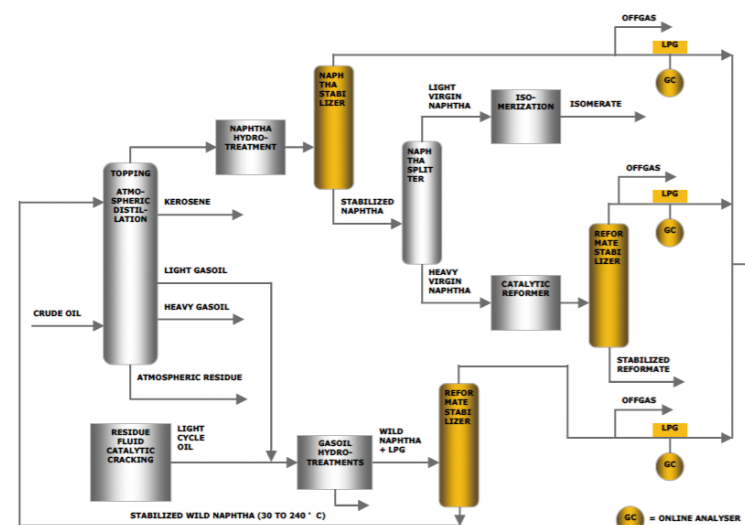 OFFGAS
LPG
GC
NAPH
THA
STABI
LIZER
LIGHT
VIRGIN
NAPHTHA
ISO-
MERIZATION
ISOMERATE
NAPHTHA
HYDRO-
TREATMENT
NAPH
THA
SPLIT
TER
TOPPING
ATMO-
SPHERIC
DISTIL-
LATION
KEROSENE
STABILIZED
NAPHTHA
OFFGAS
LPG
GC
REFOR
MATE
STABI
LIZER
LIGHT GASOIL
HEAVY
VIRGIN
NAPHTHA
CATALYTIC
REFORMER
CRUDE OIL
HEAVY GASOIL
STABILIZED
REFORMATE
ATMOSPHERIC RESIDUE
REFOR
MATE
STABI
LIZER
OFFGAS
LPG
GC
RESIDUE
FLUID
CATALYTIC
CRACKING
LIGHT
CYCLE
OIL
GASOIL
HYDRO-
TREATMENTS
WILD
NAPHTHA
+ LPG
STABILIZED WILD NAPHTHA (30 TO 240° C)
GC = ONLINE ANALYSER